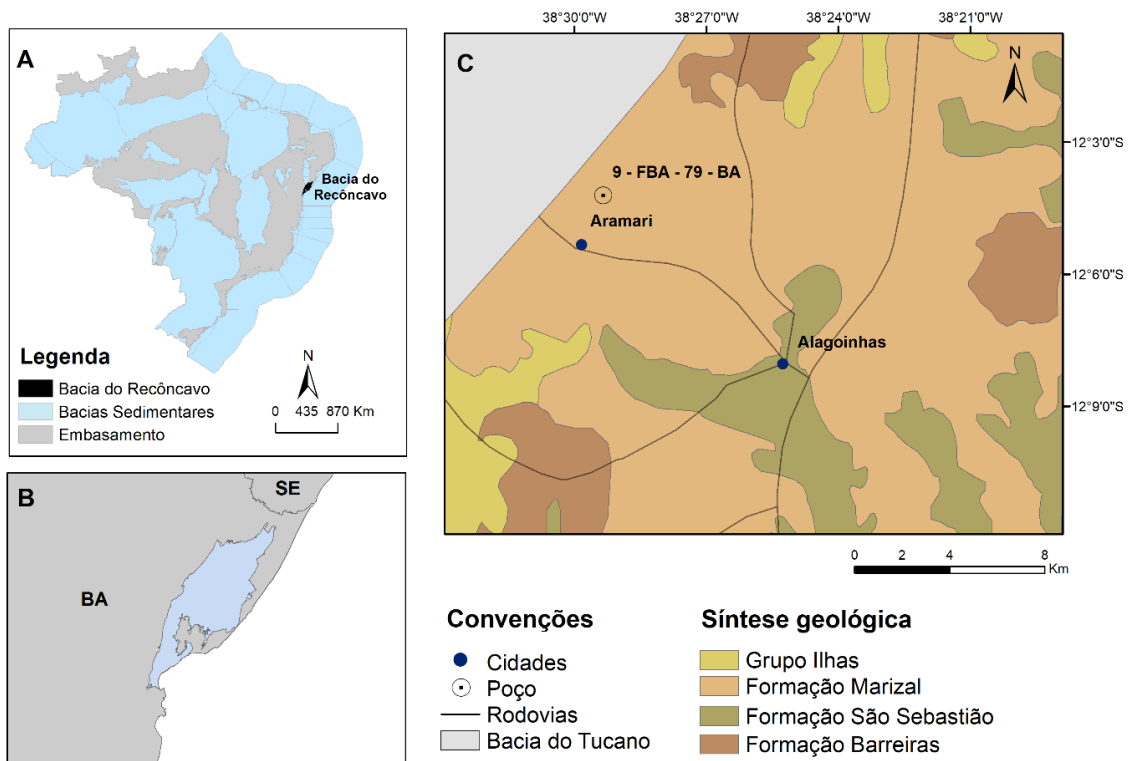 A
Bacia do
Recôncavo
Legenda
N
Bacia do Recôncavo
Bacias Sedimentares
Embasamento
0 435 870 Km
B
SE
BA
38°30'0"W 38°27'0"W 38°24'0"W 38°21'0"W
C
N
12°3'0"S
9 - FBA - 79 - BA
Aramari
12°6'0"S
Alagoinhas
12°9'0"S
0 2 4 8
Km
Convenções
Cidades
Poço
Rodovias
Bacia do Tucano
Síntese geológica
Grupo Ilhas
Formação Marizal
Formação São Sebastião
Formação Barreiras